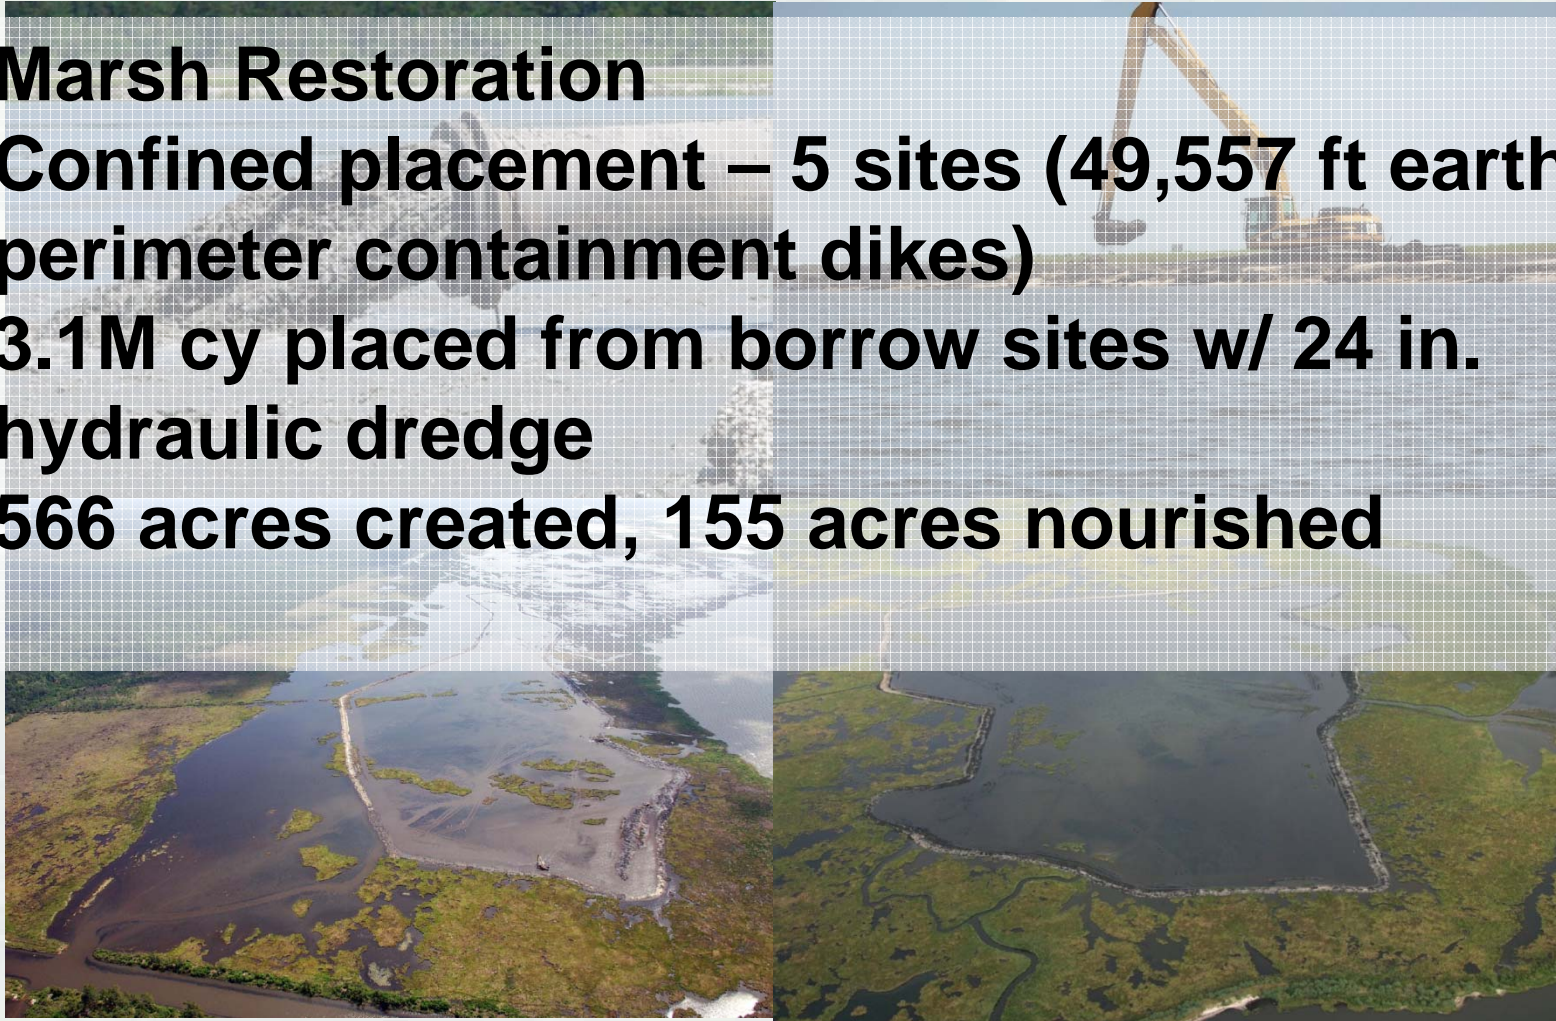 Marsh Restoration
Confined placement – 5 sites (49,557 ft earth
perimeter containment dikes)
3.1M cy placed from borrow sites w/ 24 in.
hydraulic dredge
566 acres created, 155 acres nourished